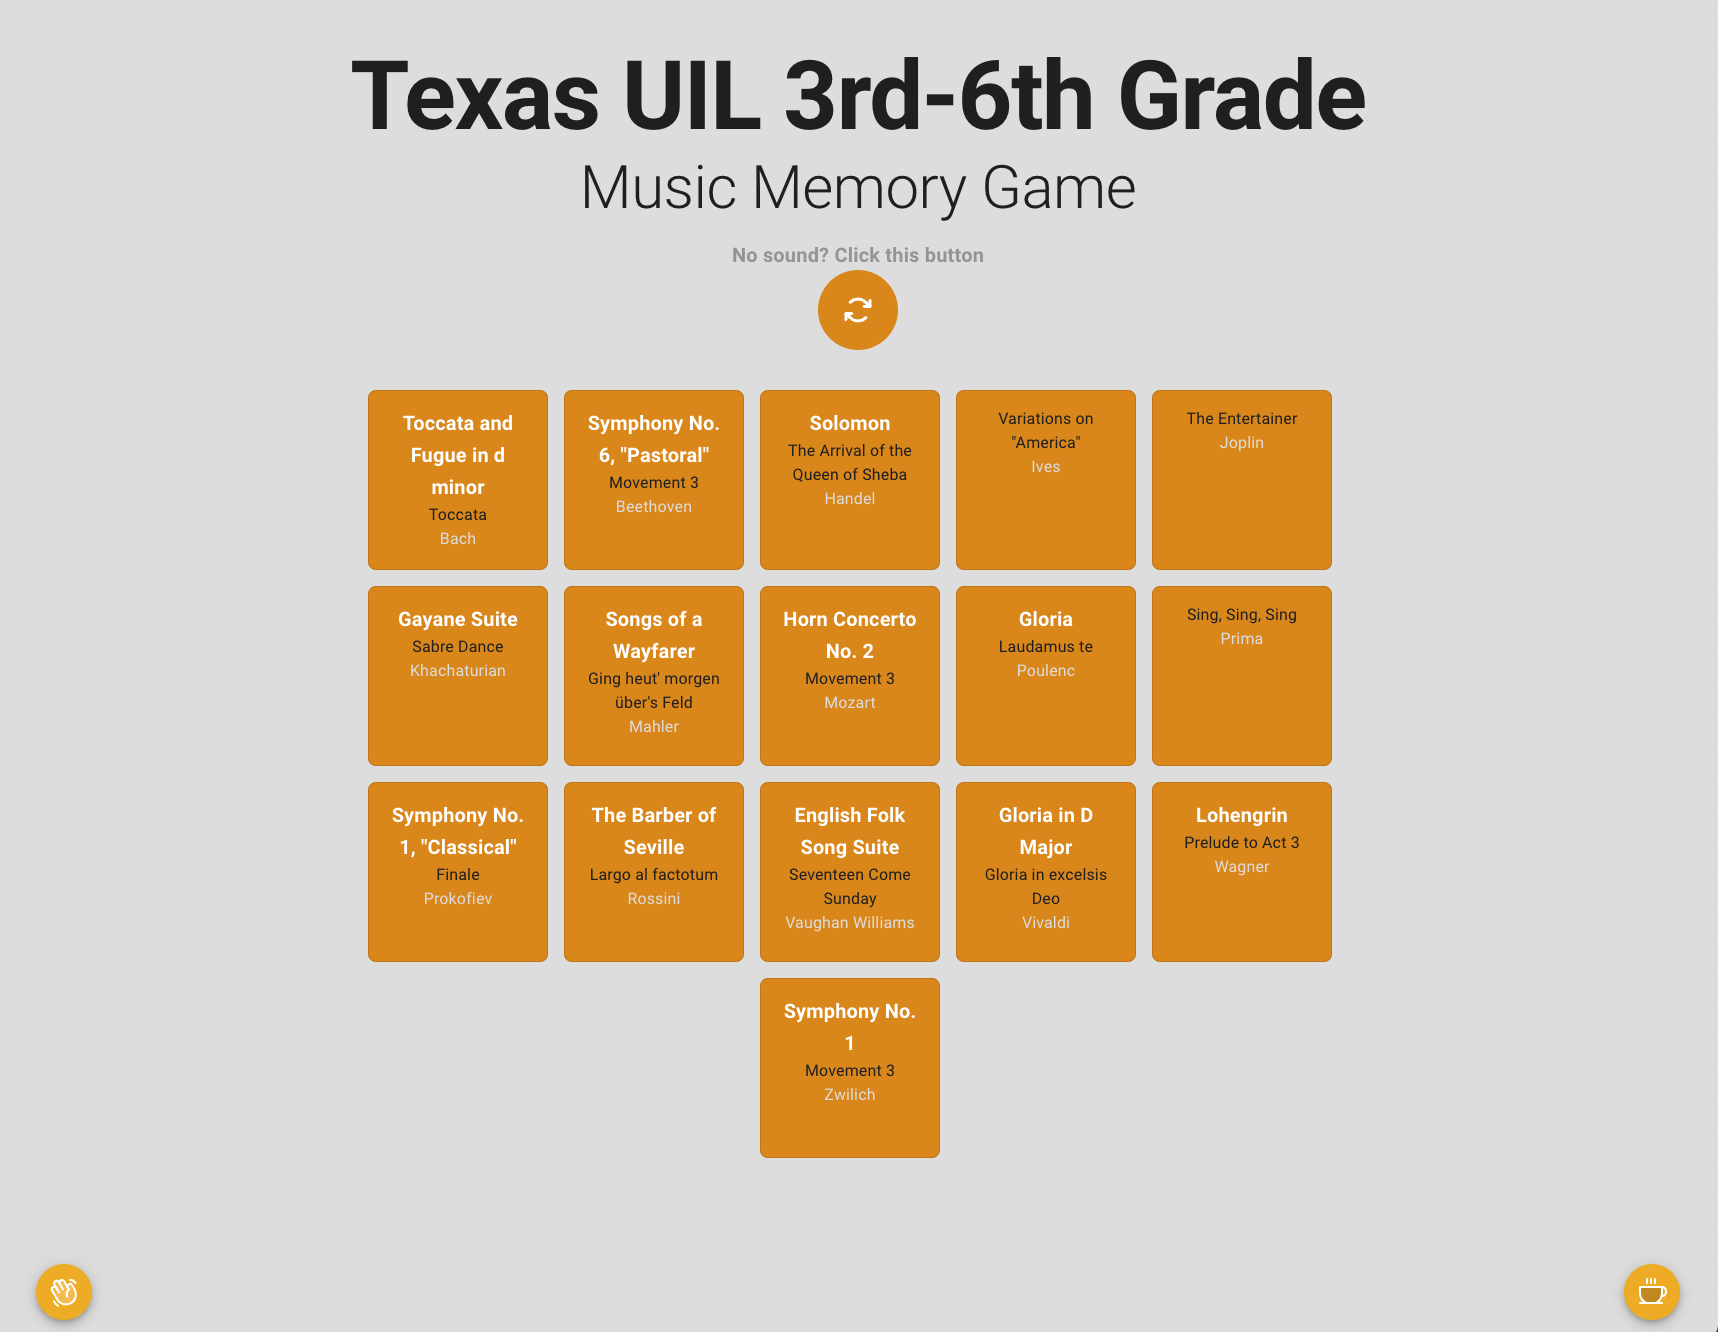 Texas UIL 3rd-6th Grade
Music Memory Game
No sound? Click this button
Toccata and
Fugue in d
minor
Toccata
Bach
Symphony No.
6, "Pastoral"
Movement 3
Beethoven
Solomon
The Arrival of the
Queen of Sheba
Handel
Variations on
"America"
Ives
The Entertainer
Joplin
Gayane Suite
Sabre Dance
Khachaturian
Songs of a
Wayfarer
Ging heut' morgen
über's Feld
Mahler
Horn Concerto
No. 2
Movement 3
Mozart
Gloria
Laudamus te
Poulenc
Sing, Sing, Sing
Prima
Symphony No.
1, "Classical"
Finale
Prokofiev
The Barber of
Seville
Largo al factotum
Rossini
English Folk
Song Suite
Seventeen Come
Sunday
Vaughan Williams
Gloria in D
Major
Gloria in excelsis
Deo
Vivaldi
Lohengrin
Prelude to Act 3
Wagner
Symphony No.
1
Movement 3
Zwilich